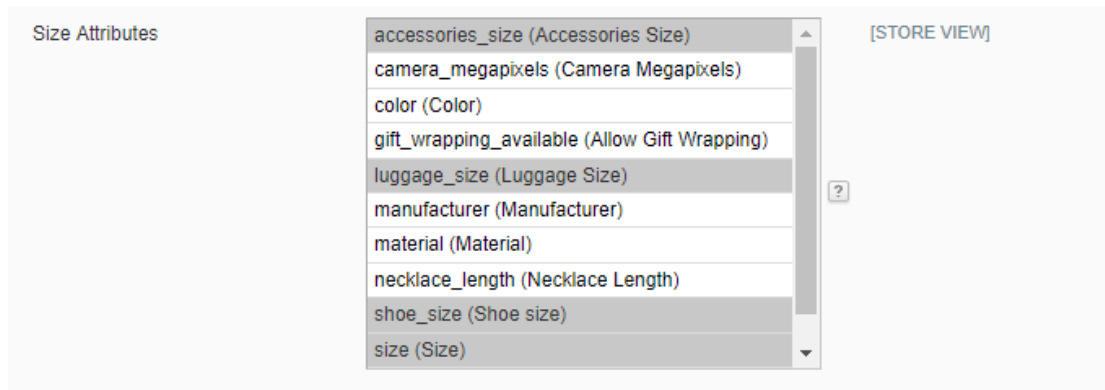 Size Attributes
accessories_size (Accessories Size)
[STORE VIEW]
camera_megapixels (Camera Megapixels)
color (Color)
gift_wrapping_available (Allow Gift Wrapping)
luggage_size (Luggage Size)
?
manufacturer (Manufacturer)
material (Material)
necklace_length (Necklace Length)
shoe_size (Shoe size)
size (Size)